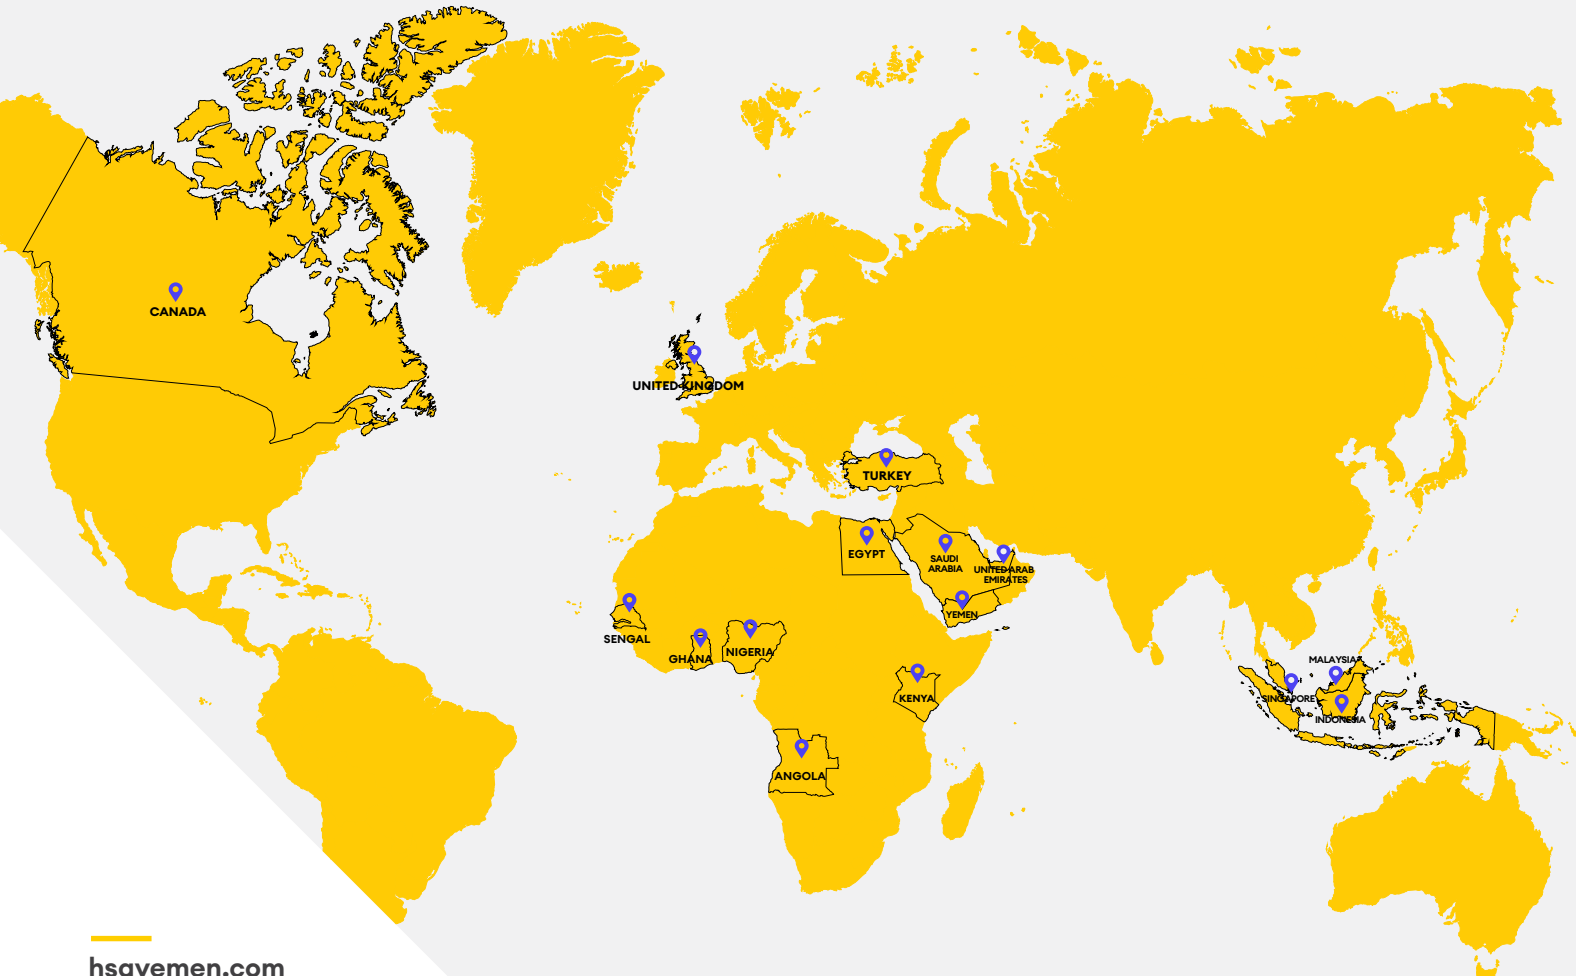 CANADA
UNITED KINGDOM
TURKEY
EGYPT
SAUDI
ARABIA
UNITED ARAB
EMIRATES
YEMEN
SENGAL
GHANA
NIGERIA
KENYA
ANGOLA
MALAYSIA
SINGAPORE
INDONESIA
hsayemen.com